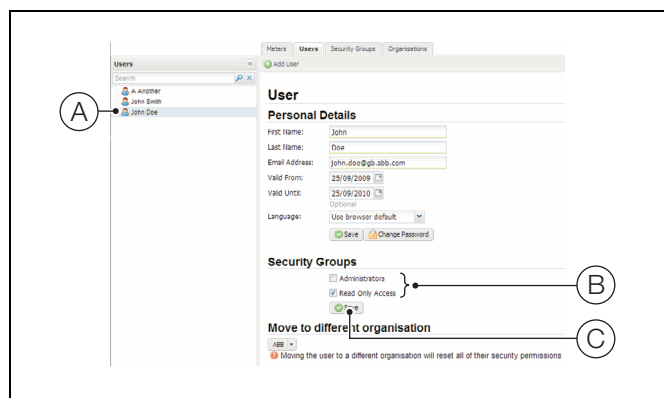 Meters Users Security Groups Organisations
Users
Add User
Search
A Another
John Smith
John Doe
A
User
Personal Details
First Name: John
Last Name: Doe
Email Address: john.doe@gb.abb.com
Valid From: 25/09/2009
Valid Until: 25/09/2010
Optional
Language: Use browser default
Save Change Password
Security Groups
Administrators
Read Only Access
B
Save
C
Move to different organisation
ABB
Moving the user to a different organisation will reset all of their security permissions